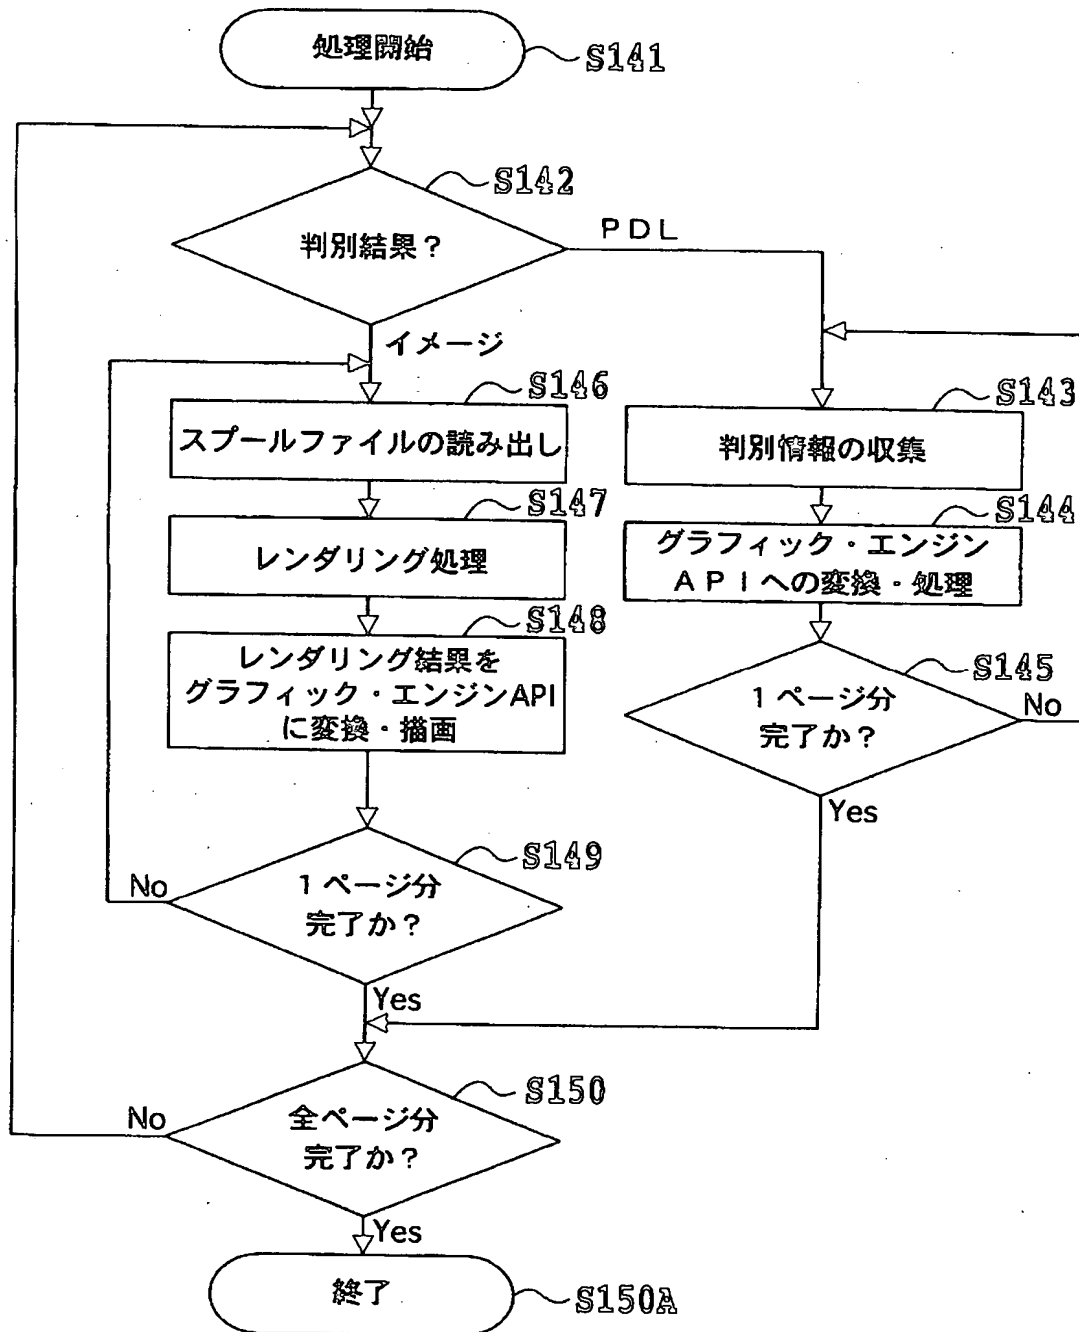 処理開始
S141
S142
判別結果？
ＰＤＬ
イメージ
S146
スプールファイルの読み出し
S143
判別情報の収集
S147
レンダリング処理
S144
グラフィック・エンジン
ＡＰＩへの変換・処理
S148
レンダリング結果を
グラフィック・エンジンAPI
に変換・描画
S145
１ページ分
完了か？
No
Yes
S149
１ページ分
完了か？
No
Yes
S150
全ページ分
完了か？
No
Yes
終了
S150A